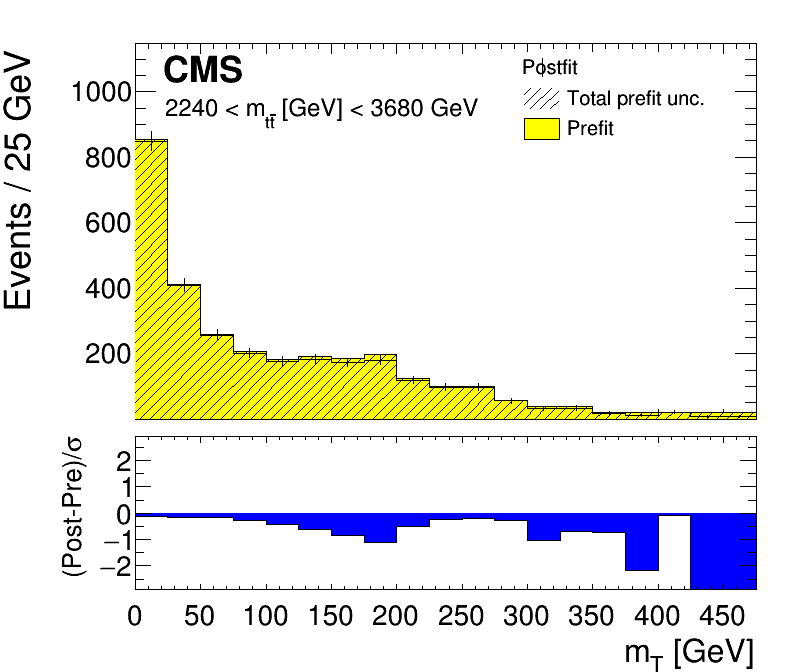 CMS
2240 < m_tt̄ [GeV] < 3680 GeV
Postfit
Total prefit unc.
Prefit
Events / 25 GeV
1000
800
600
400
200
(Post-Pre)/σ
2
1
0
−1
−2
0 50 100 150 200 250 300 350 400 450
m_T [GeV]